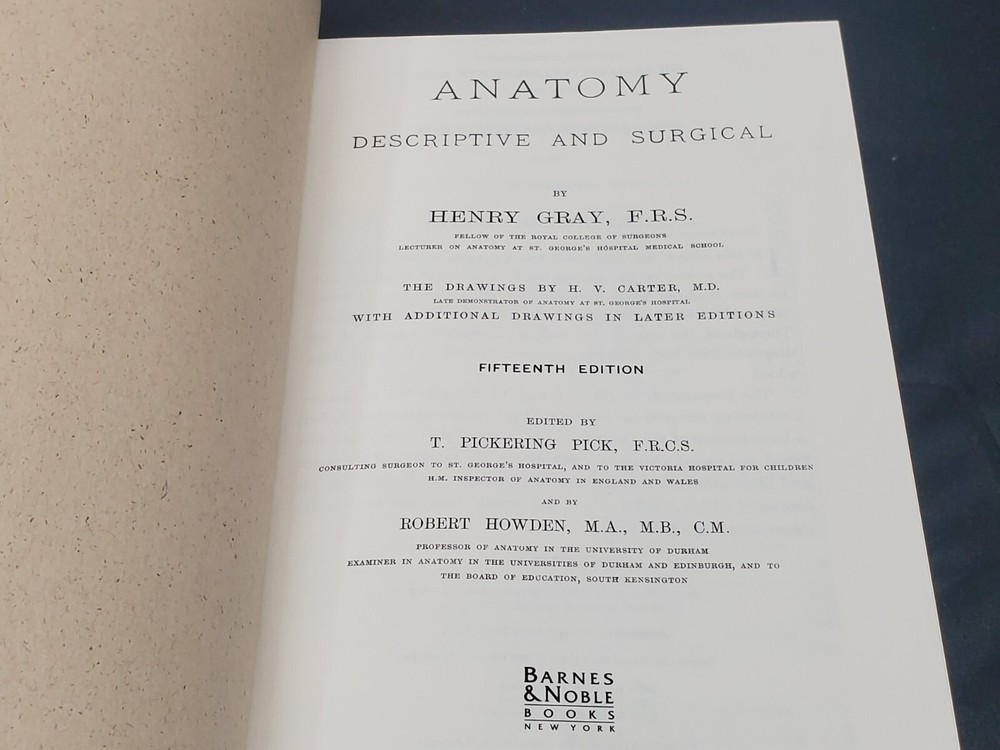 ANATOMY
DESCRIPTIVE AND SURGICAL
BY
HENRY GRAY, F.R.S.
FELLOW OF THE ROYAL COLLEGE OF SURGEONS
LECTURER ON ANATOMY AT ST. GEORGE'S HOSPITAL MEDICAL SCHOOL
THE DRAWINGS BY H. V. CARTER, M.D.
LATE DEMONSTRATOR OF ANATOMY AT ST. GEORGE'S HOSPITAL
WITH ADDITIONAL DRAWINGS IN LATER EDITIONS
FIFTEENTH EDITION
EDITED BY
T. PICKERING PICK, F.R.C.S.
CONSULTING SURGEON TO ST. GEORGE'S HOSPITAL, AND TO THE VICTORIA HOSPITAL FOR CHILDREN
H.M. INSPECTOR OF ANATOMY IN ENGLAND AND WALES
AND BY
ROBERT HOWDEN, M.A., M.B., C.M.
PROFESSOR OF ANATOMY IN THE UNIVERSITY OF DURHAM
EXAMINER IN ANATOMY IN THE UNIVERSITIES OF DURHAM AND EDINBURGH, AND TO
THE BOARD OF EDUCATION, SOUTH KENSINGTON
BARNES
& NOBLE
BOOKS
NEW YORK